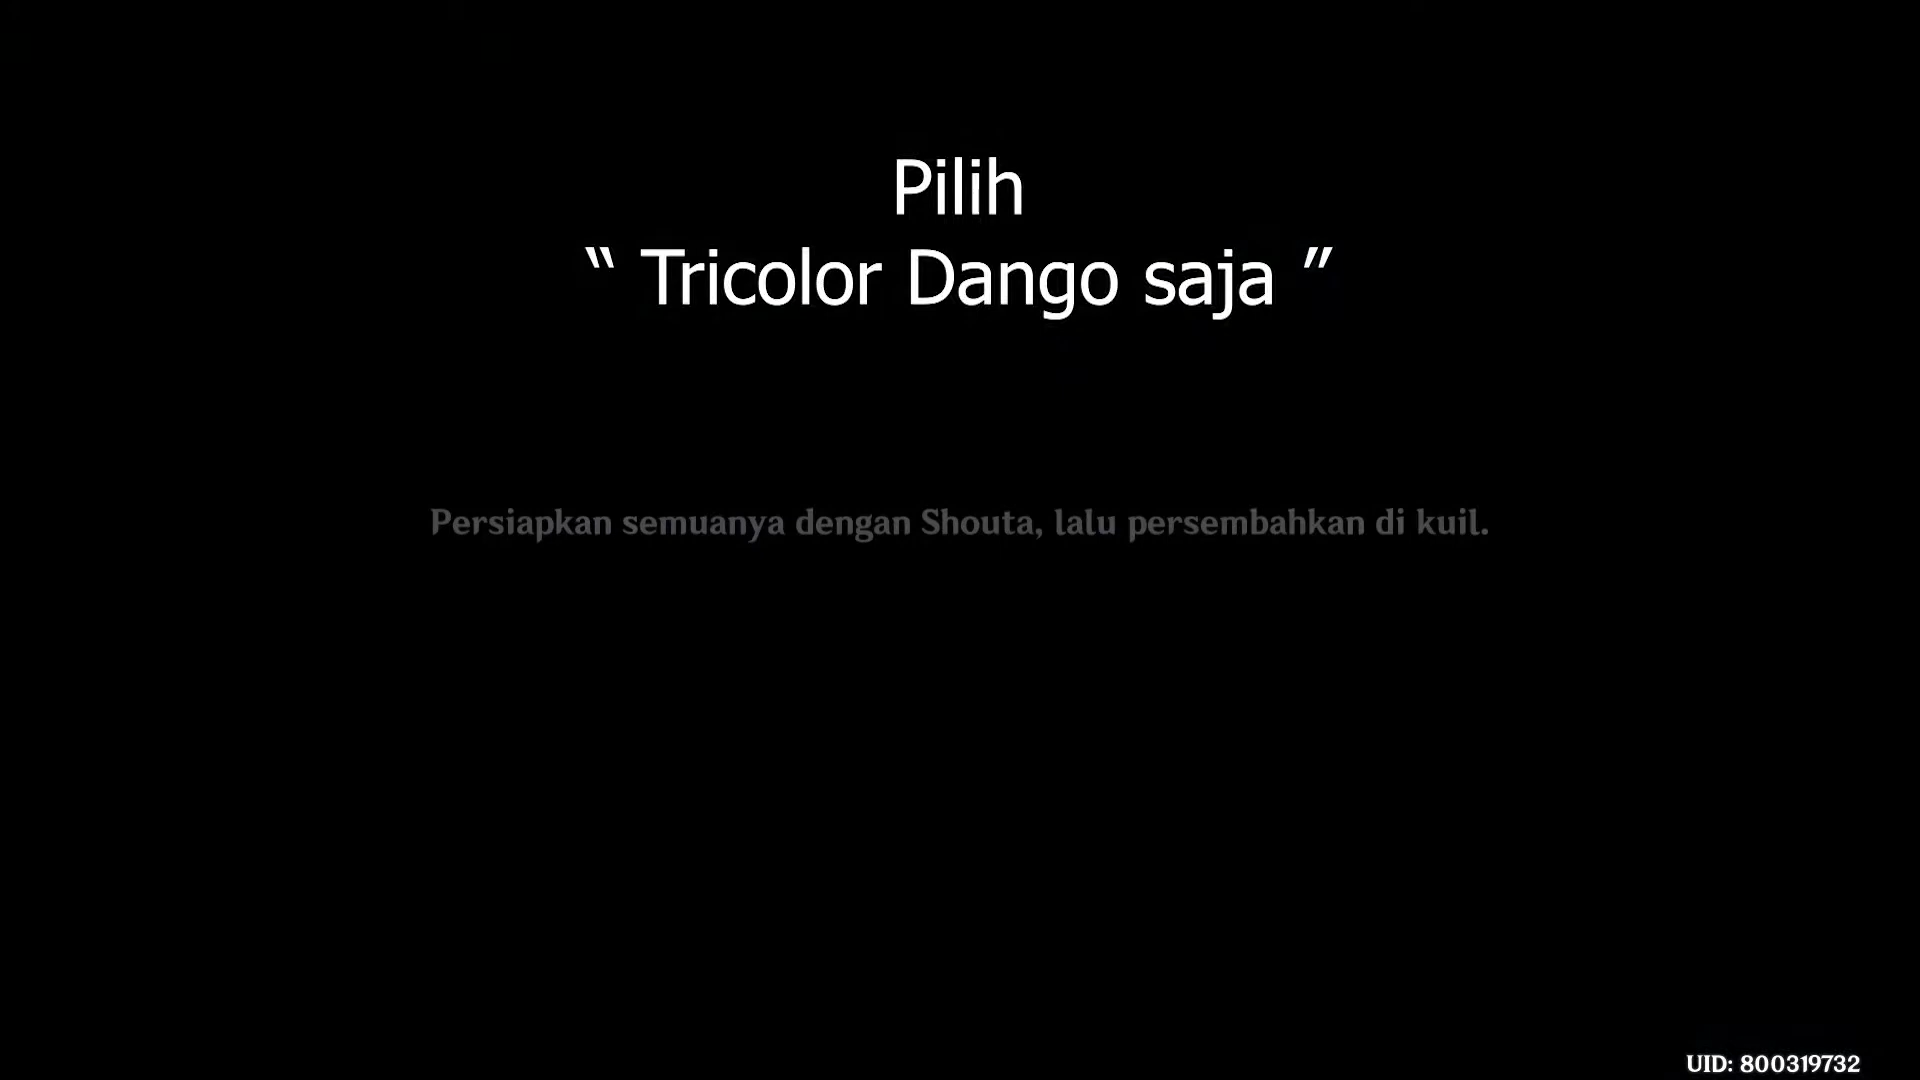 Pilih
“ Tricolor Dango saja ”
Persiapkan semuanya dengan Shouta, lalu persembahkan di kuil.
UID: 800319732